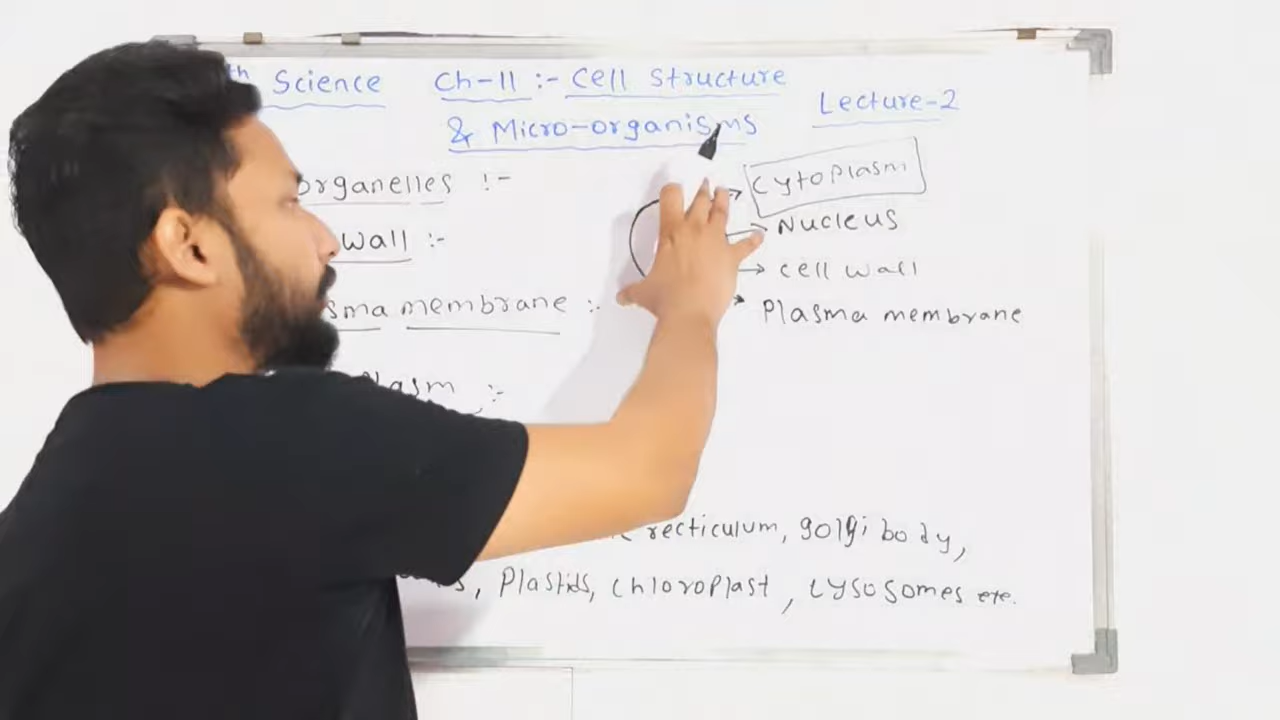 th Science Ch-11 :- Cell Structure
& Micro-organisms
Lecture-2
organelles :-
Cytoplasm
Nucleus
Wall :-
Cell Wall
membrane :-
Plasma membrane
:-
recticulum, golgi body,
, Plastids, Chloroplast , Lysosomes etc.